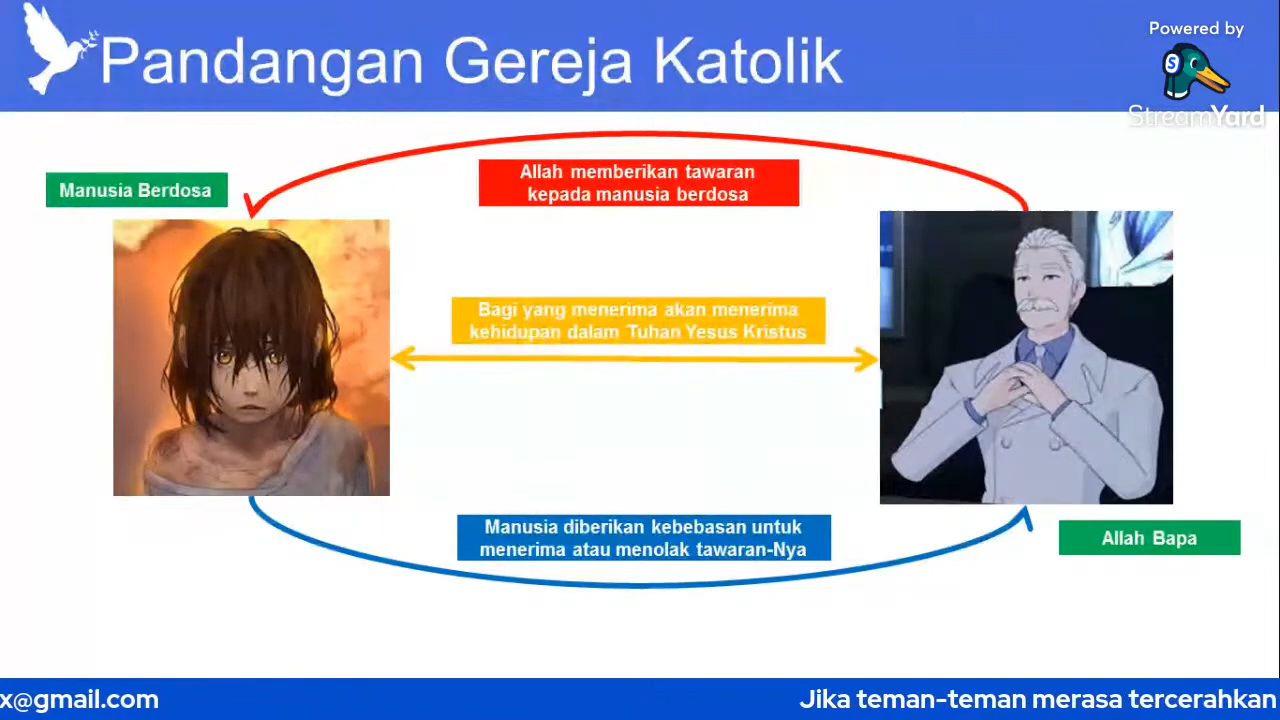 Pandangan Gereja Katolik
Powered by
StreamYard
Manusia Berdosa
Allah memberikan tawaran
kepada manusia berdosa
Bagi yang menerima akan menerima
kehidupan dalam Tuhan Yesus Kristus
Manusia diberikan kebebasan untuk
menerima atau menolak tawaran-Nya
Allah Bapa
x@gmail.com
Jika teman-teman merasa tercerahkan